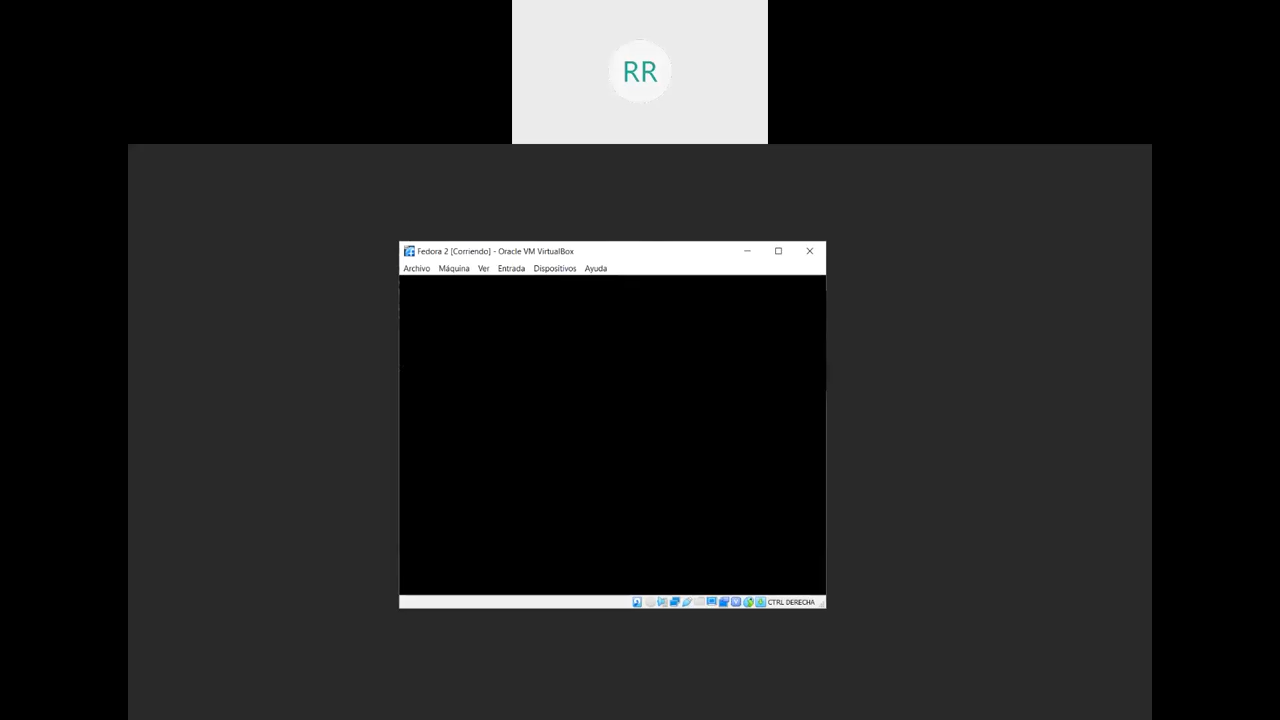 RR
Fedora 2 [Corriendo] - Oracle VM VirtualBox
Archivo Máquina Ver Entrada Dispositivos Ayuda
CTRL DERECHA